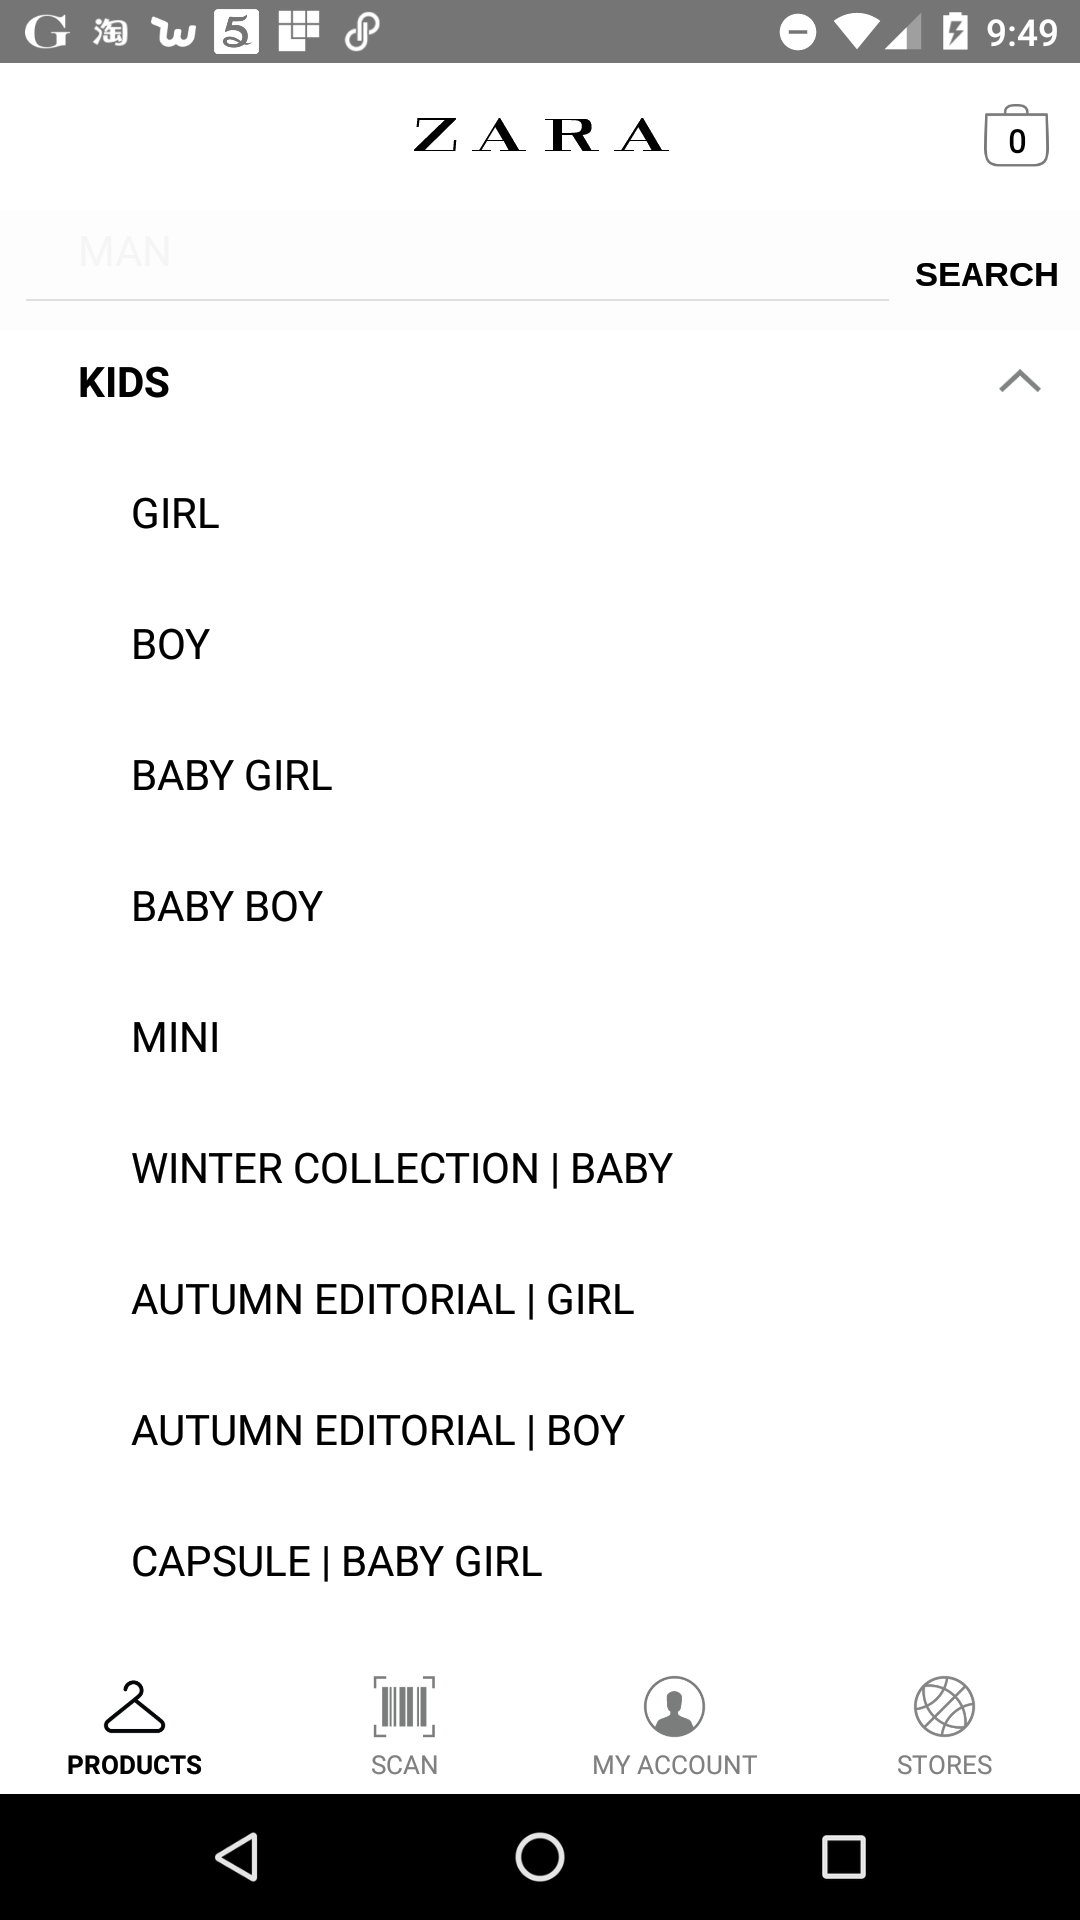 G 淘 w 5 9:49
ZARA
0
MAN
SEARCH
KIDS
GIRL
BOY
BABY GIRL
BABY BOY
MINI
WINTER COLLECTION | BABY
AUTUMN EDITORIAL | GIRL
AUTUMN EDITORIAL | BOY
CAPSULE | BABY GIRL
PRODUCTS SCAN MY ACCOUNT STORES